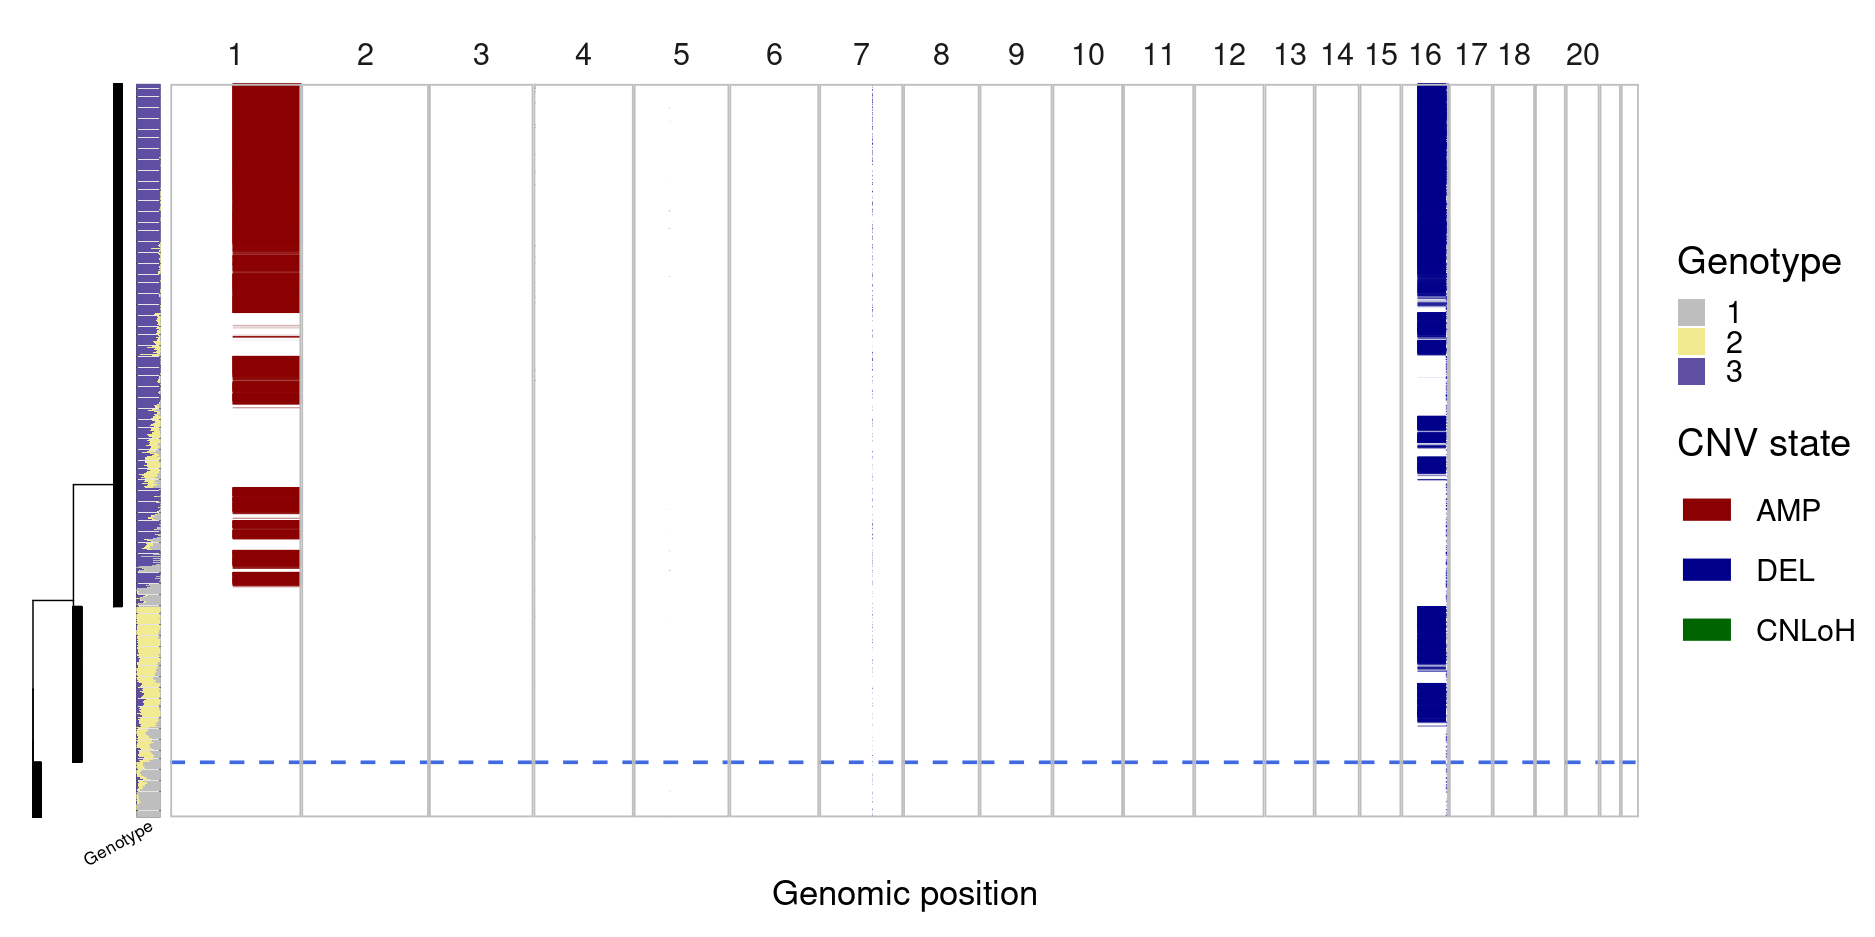 1 2 3 4 5 6 7 8 9 10 11 12 13 14 15 16 17 18 20
Genotype
1
2
3
CNV state
AMP
DEL
CNLoH
Genotype
Genomic position